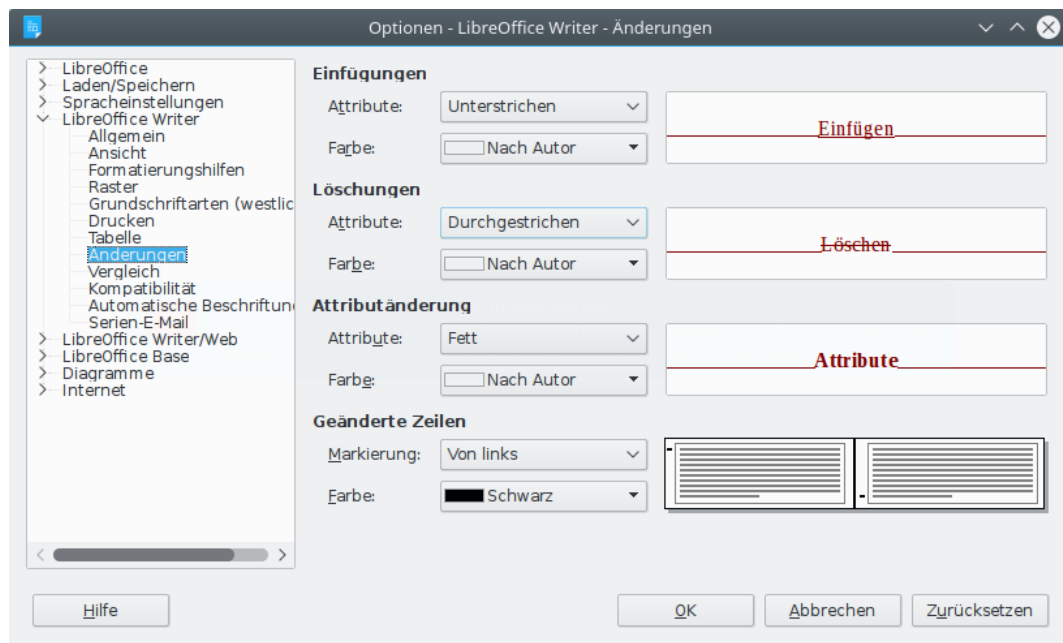 Optionen - LibreOffice Writer - Änderungen
LibreOffice
Laden/Speichern
Spracheinstellungen
LibreOffice Writer
Allgemein
Ansicht
Formatierungshilfen
Raster
Grundschriftarten (westlic
Drucken
Tabelle
Änderungen
Vergleich
Kompatibilität
Automatische Beschriftun
Serien-E-Mail
LibreOffice Writer/Web
LibreOffice Base
Diagramme
Internet
Einfügungen
Attribute: Unterstrichen
Farbe: Nach Autor
Einfügen
Löschungen
Attribute: Durchgestrichen
Farbe: Nach Autor
Löschen
Attributänderung
Attribute: Fett
Farbe: Nach Autor
Attribute
Geänderte Zeilen
Markierung: Von links
Farbe: Schwarz
Hilfe
OK
Abbrechen
Zurücksetzen